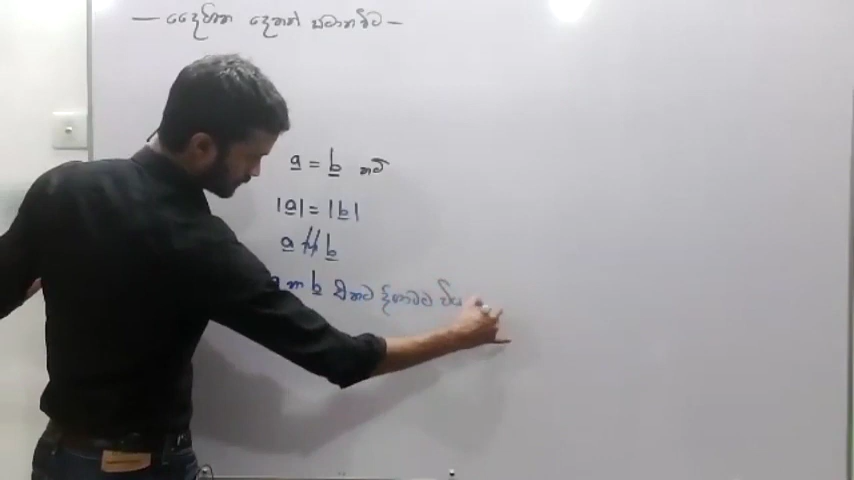 — දෛශික දෙකක් සමාන වීම —
a = b නම්
|a| = |b|
a // b
a හා b එකම දිශාවට විය